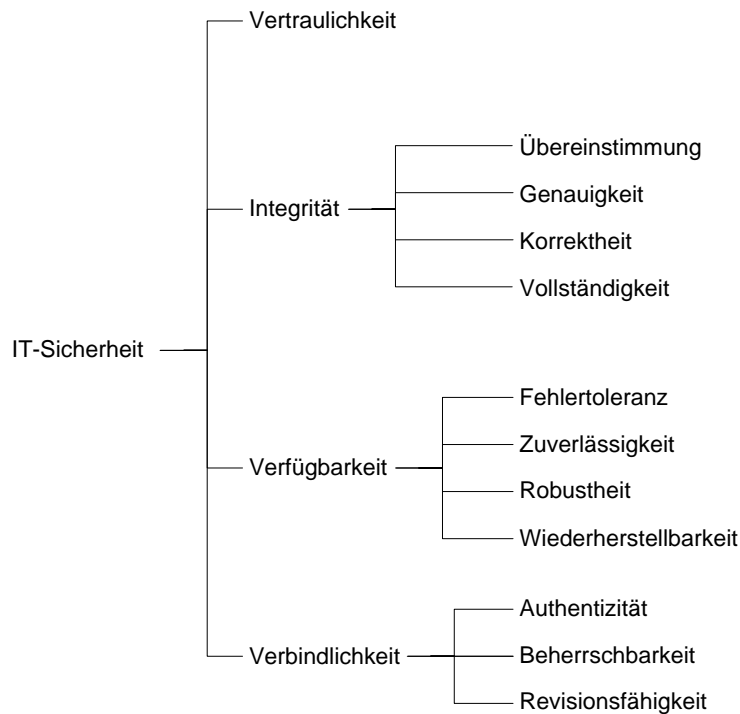 Vertraulichkeit
Übereinstimmung
Genauigkeit
Integrität
Korrektheit
Vollständigkeit
IT-Sicherheit
Fehlertoleranz
Zuverlässigkeit
Verfügbarkeit
Robustheit
Wiederherstellbarkeit
Authentizität
Verbindlichkeit
Beherrschbarkeit
Revisionsfähigkeit